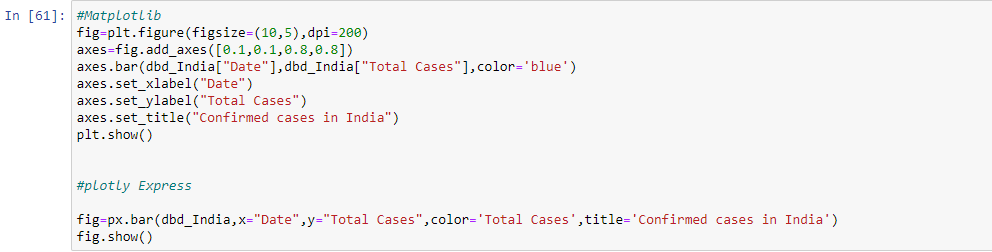 In [61]: #Matplotlib
fig=plt.figure(figsize=(10,5),dpi=200)
axes=fig.add_axes([0.1,0.1,0.8,0.8])
axes.bar(dbd_India["Date"],dbd_India["Total Cases"],color='blue')
axes.set_xlabel("Date")
axes.set_ylabel("Total Cases")
axes.set_title("Confirmed cases in India")
plt.show()
#plotly Express
fig=px.bar(dbd_India,x="Date",y="Total Cases",color='Total Cases',title='Confirmed cases in India')
fig.show()